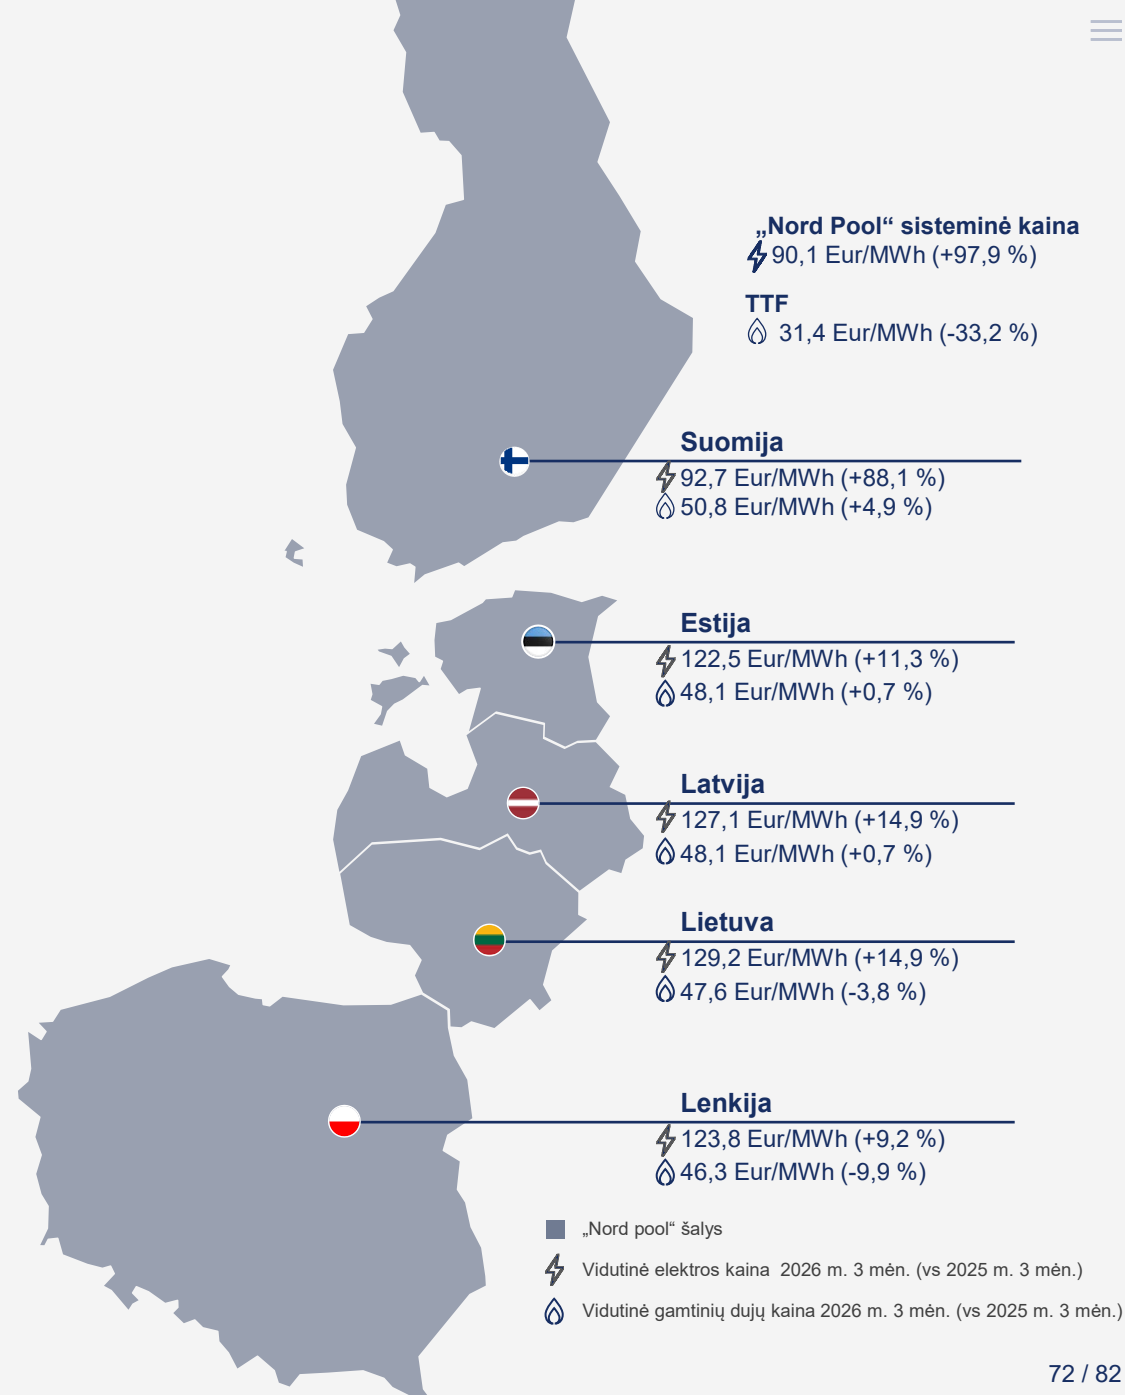 „Nord Pool“ sisteminė kaina
90,1 Eur/MWh (+97,9 %)
TTF
31,4 Eur/MWh (-33,2 %)
Suomija
92,7 Eur/MWh (+88,1 %)
50,8 Eur/MWh (+4,9 %)
Estija
122,5 Eur/MWh (+11,3 %)
48,1 Eur/MWh (+0,7 %)
Latvija
127,1 Eur/MWh (+14,9 %)
48,1 Eur/MWh (+0,7 %)
Lietuva
129,2 Eur/MWh (+14,9 %)
47,6 Eur/MWh (-3,8 %)
Lenkija
123,8 Eur/MWh (+9,2 %)
46,3 Eur/MWh (-9,9 %)
„Nord pool“ šalys
Vidutinė elektros kaina 2026 m. 3 mėn. (vs 2025 m. 3 mėn.)
Vidutinė gamtinių dujų kaina 2026 m. 3 mėn. (vs 2025 m. 3 mėn.)
72 / 82